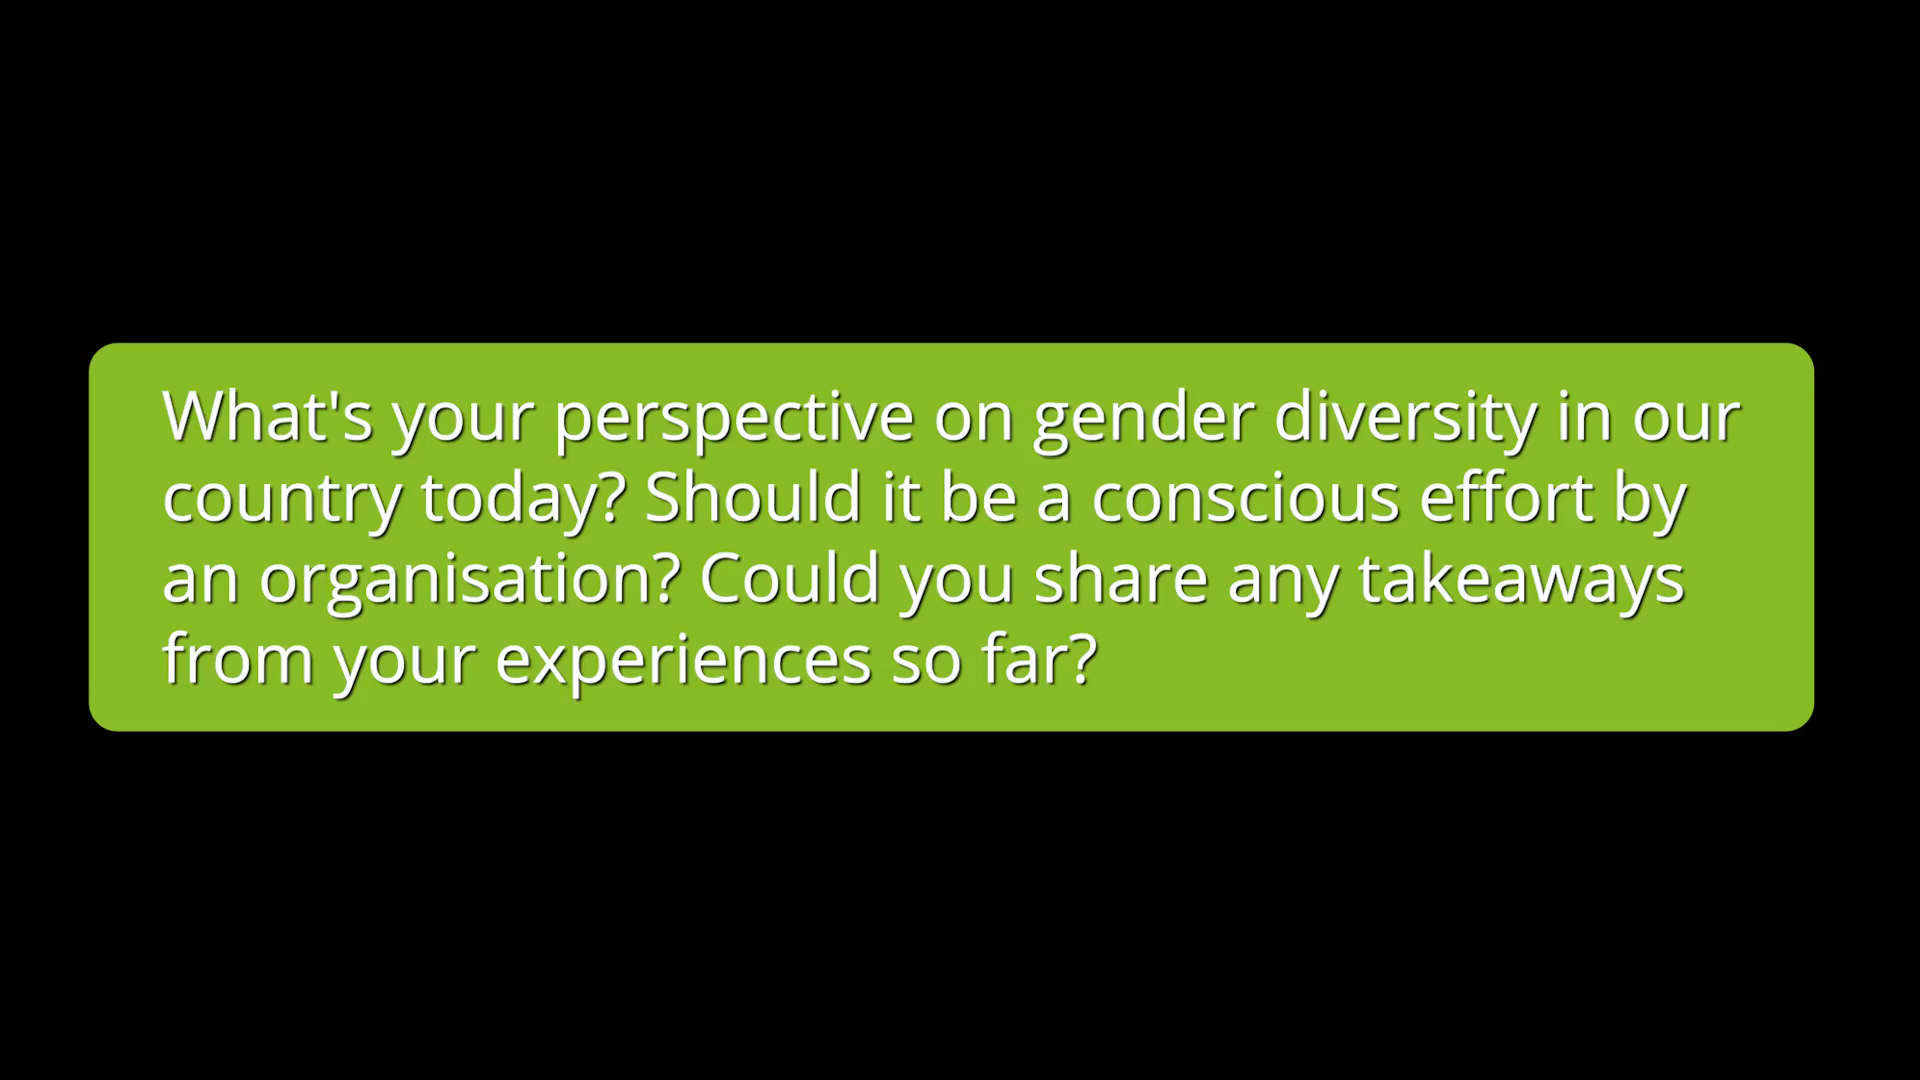 What's your perspective on gender diversity in our
country today? Should it be a conscious effort by
an organisation? Could you share any takeaways
from your experiences so far?